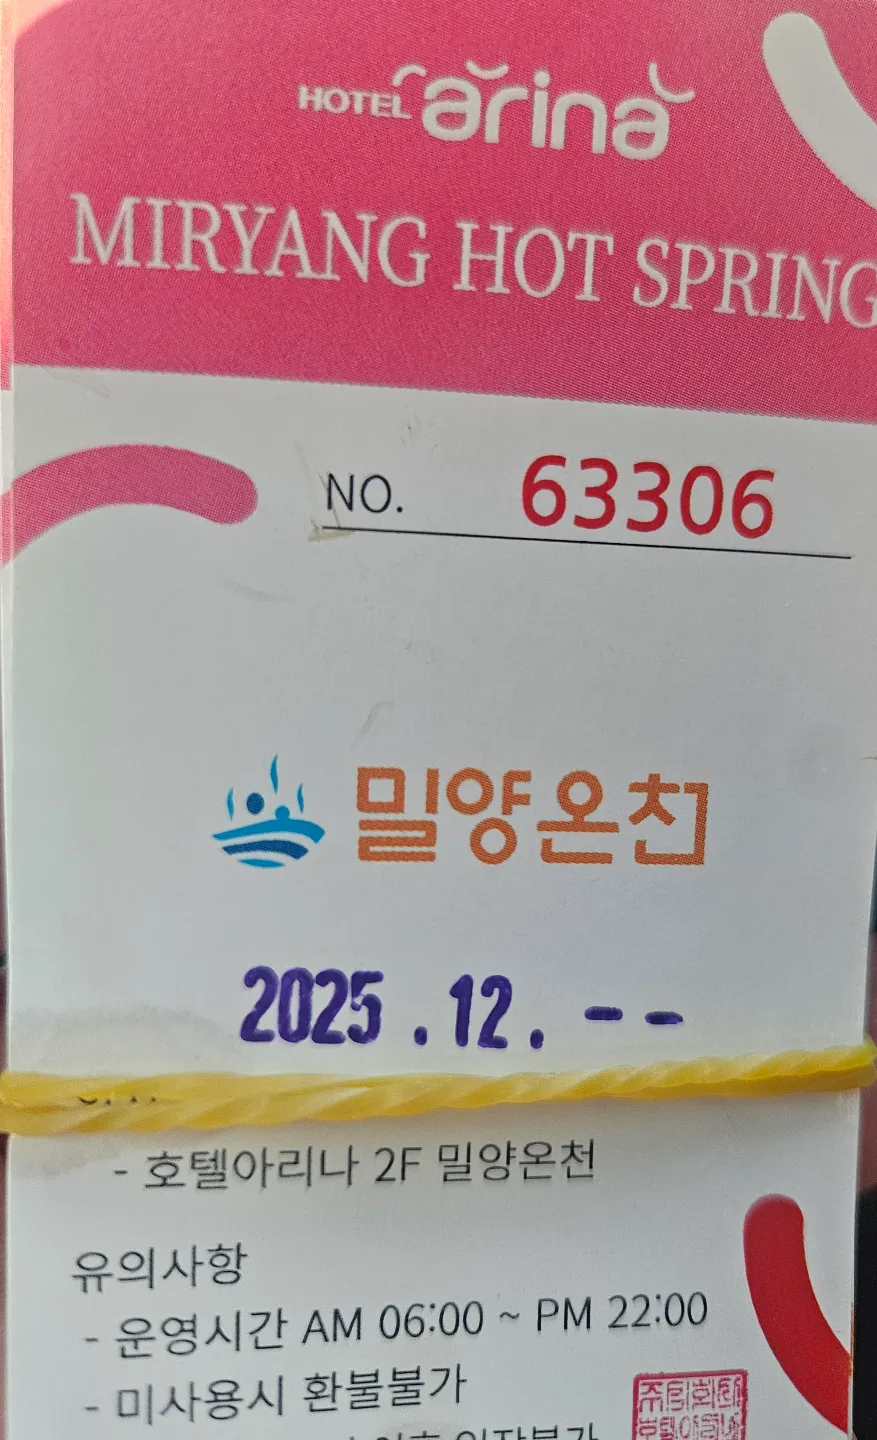 HOTEL arina
MIRYANG HOT SPRING
NO. 63306
밀양온천
2025.12.--
- 호텔아리나 2F 밀양온천
유의사항
- 운영시간 AM 06:00 ~ PM 22:00
- 미사용시 환불불가